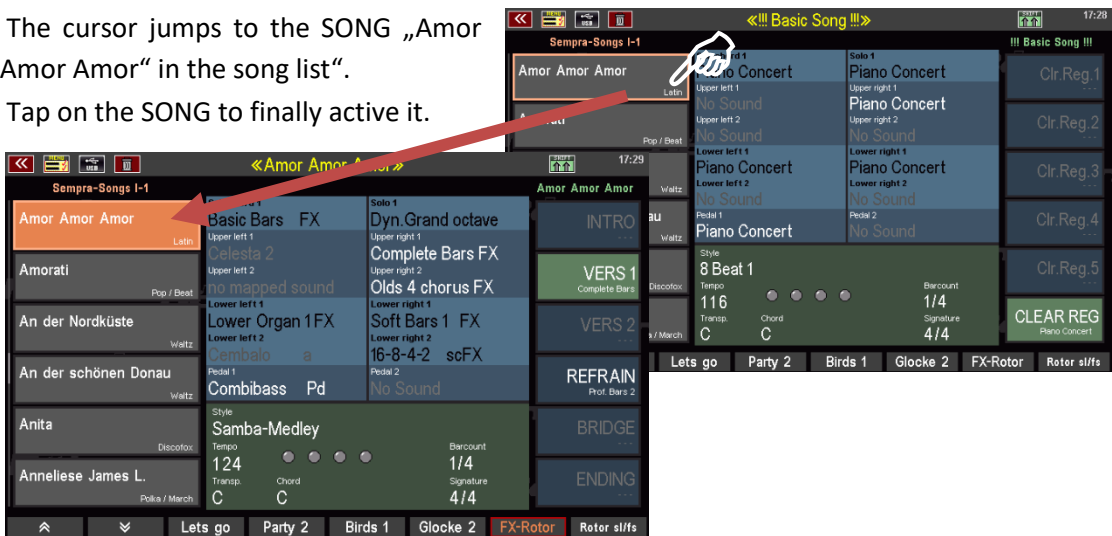 The cursor jumps to the SONG „Amor
Amor Amor“ in the song list“.
Tap on the SONG to finally active it.
MENU USB «!!! Basic Song !!!» SHIFT 17:28
Sempra-Songs I-1 !!! Basic Song !!!
Amor Amor Amor
Latin
Pop / Beat
Waltz
au
Waltz
Discofox
a / March
Piano Concert
Upper left 1
No Sound
Upper left 2
No Sound
Lower left 1
Piano Concert
Lower left 2
No Sound
Pedal 1
Piano Concert
Solo 1
Piano Concert
Upper right 1
Piano Concert
Upper right 2
No Sound
Lower right 1
Piano Concert
Lower right 2
No Sound
Pedal 2
No Sound
Style
8 Beat 1
Tempo Barcount
116 1/4
Transp. Chord Signature
C C 4/4
Clr.Reg.1
- - -
Clr.Reg.2
- - -
Clr.Reg.3
- - -
Clr.Reg.4
- - -
Clr.Reg.5
- - -
CLEAR REG
Piano Concert
Lets go Party 2 Birds 1 Glocke 2 FX-Rotor Rotor sl/fs
MENU USB «Amor Amor Amor» SHIFT 17:29
Sempra-Songs I-1 Amor Amor Amor
Amor Amor Amor
Latin
Amorati
Pop / Beat
An der Nordküste
Waltz
An der schönen Donau
Waltz
Anita
Discofox
Anneliese James L.
Polka / March
Basic Bars FX
Upper left 1
Celesta 2
Upper left 2
no mapped sound
Lower left 1
Lower Organ 1 FX
Lower left 2
Cembalo a
Pedal 1
Combibass Pd
Solo 1
Dyn.Grand octave
Upper right 1
Complete Bars FX
Upper right 2
Olds 4 chorus FX
Lower right 1
Soft Bars 1 FX
Lower right 2
16-8-4-2 scFX
Pedal 2
No Sound
Style
Samba-Medley
Tempo Barcount
124 1/4
Transp. Chord Signature
C C 4/4
INTRO
- - -
VERS 1
Complete Bars
VERS 2
- - -
REFRAIN
Prof. Bars 2
BRIDGE
- - -
ENDING
- - -
Lets go Party 2 Birds 1 Glocke 2 FX-Rotor Rotor sl/fs